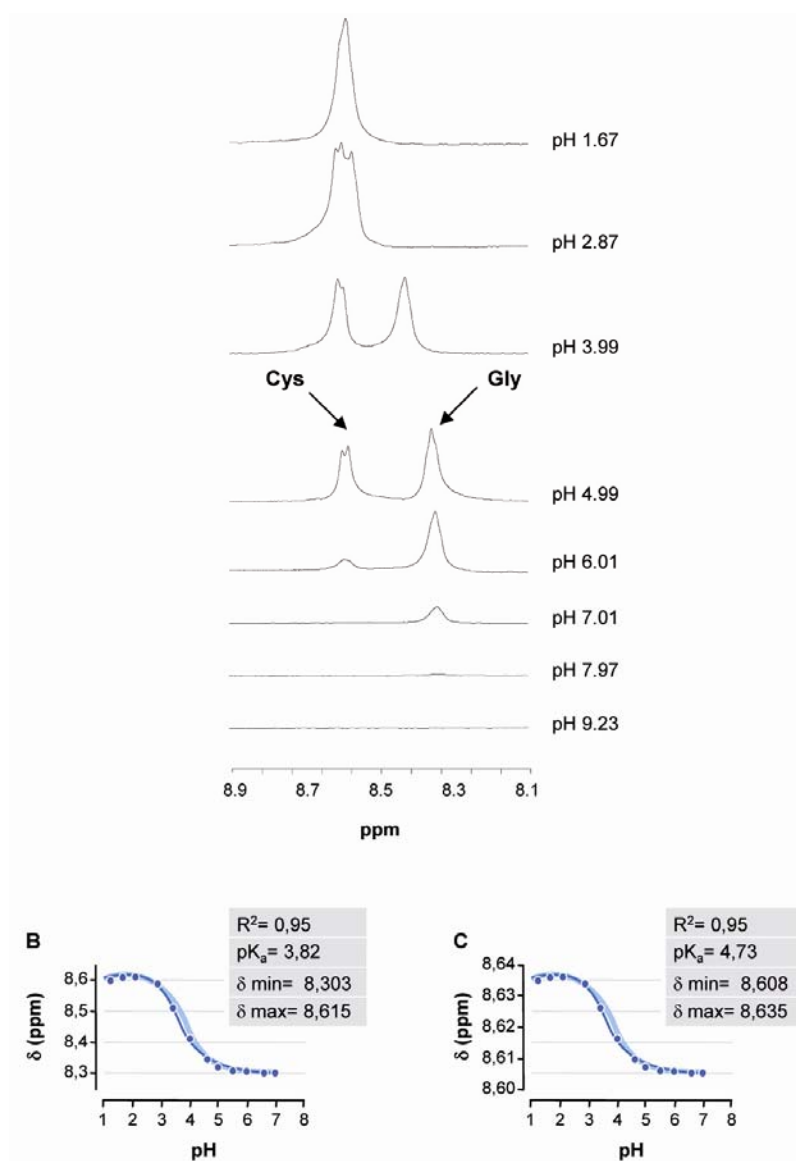 pH 1.67
pH 2.87
pH 3.99
Cys Gly
pH 4.99
pH 6.01
pH 7.01
pH 7.97
pH 9.23
8.9 8.7 8.5 8.3 8.1
ppm
B
R²= 0,95
pKa= 3,82
δ min= 8,303
δ max= 8,615
8,6
8,5
8,4
8,3
δ (ppm)
1 2 3 4 5 6 7 8
pH
C
R²= 0,95
pKa= 4,73
δ min= 8,608
δ max= 8,635
8,64
8,63
8,62
8,61
8,60
δ (ppm)
1 2 3 4 5 6 7 8
pH